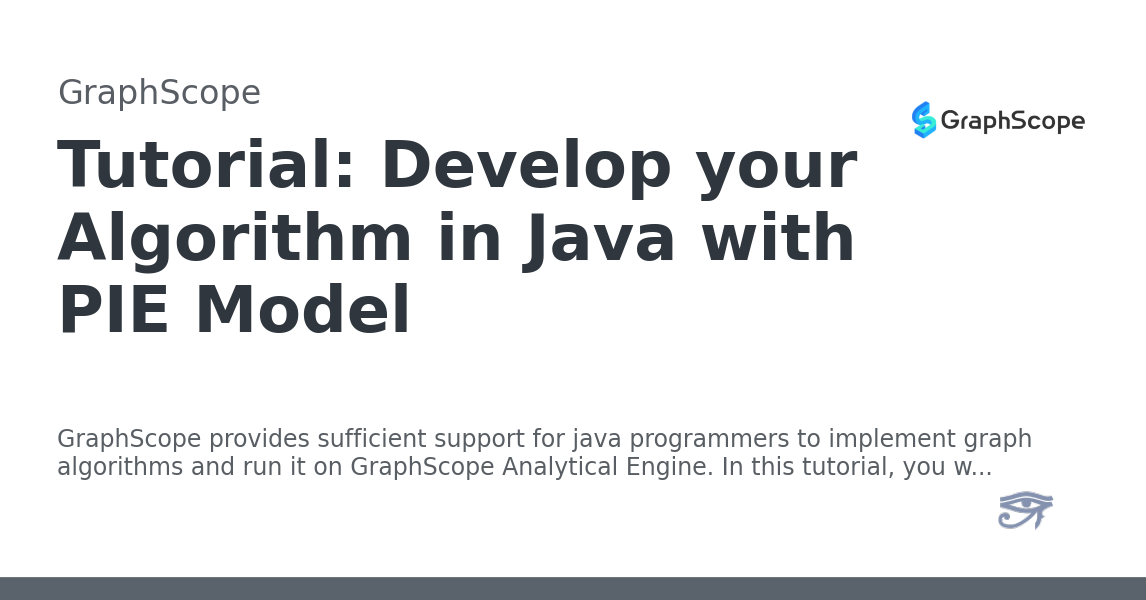 GraphScope
GraphScope
Tutorial: Develop your
Algorithm in Java with
PIE Model
GraphScope provides sufficient support for java programmers to implement graph
algorithms and run it on GraphScope Analytical Engine. In this tutorial, you w...